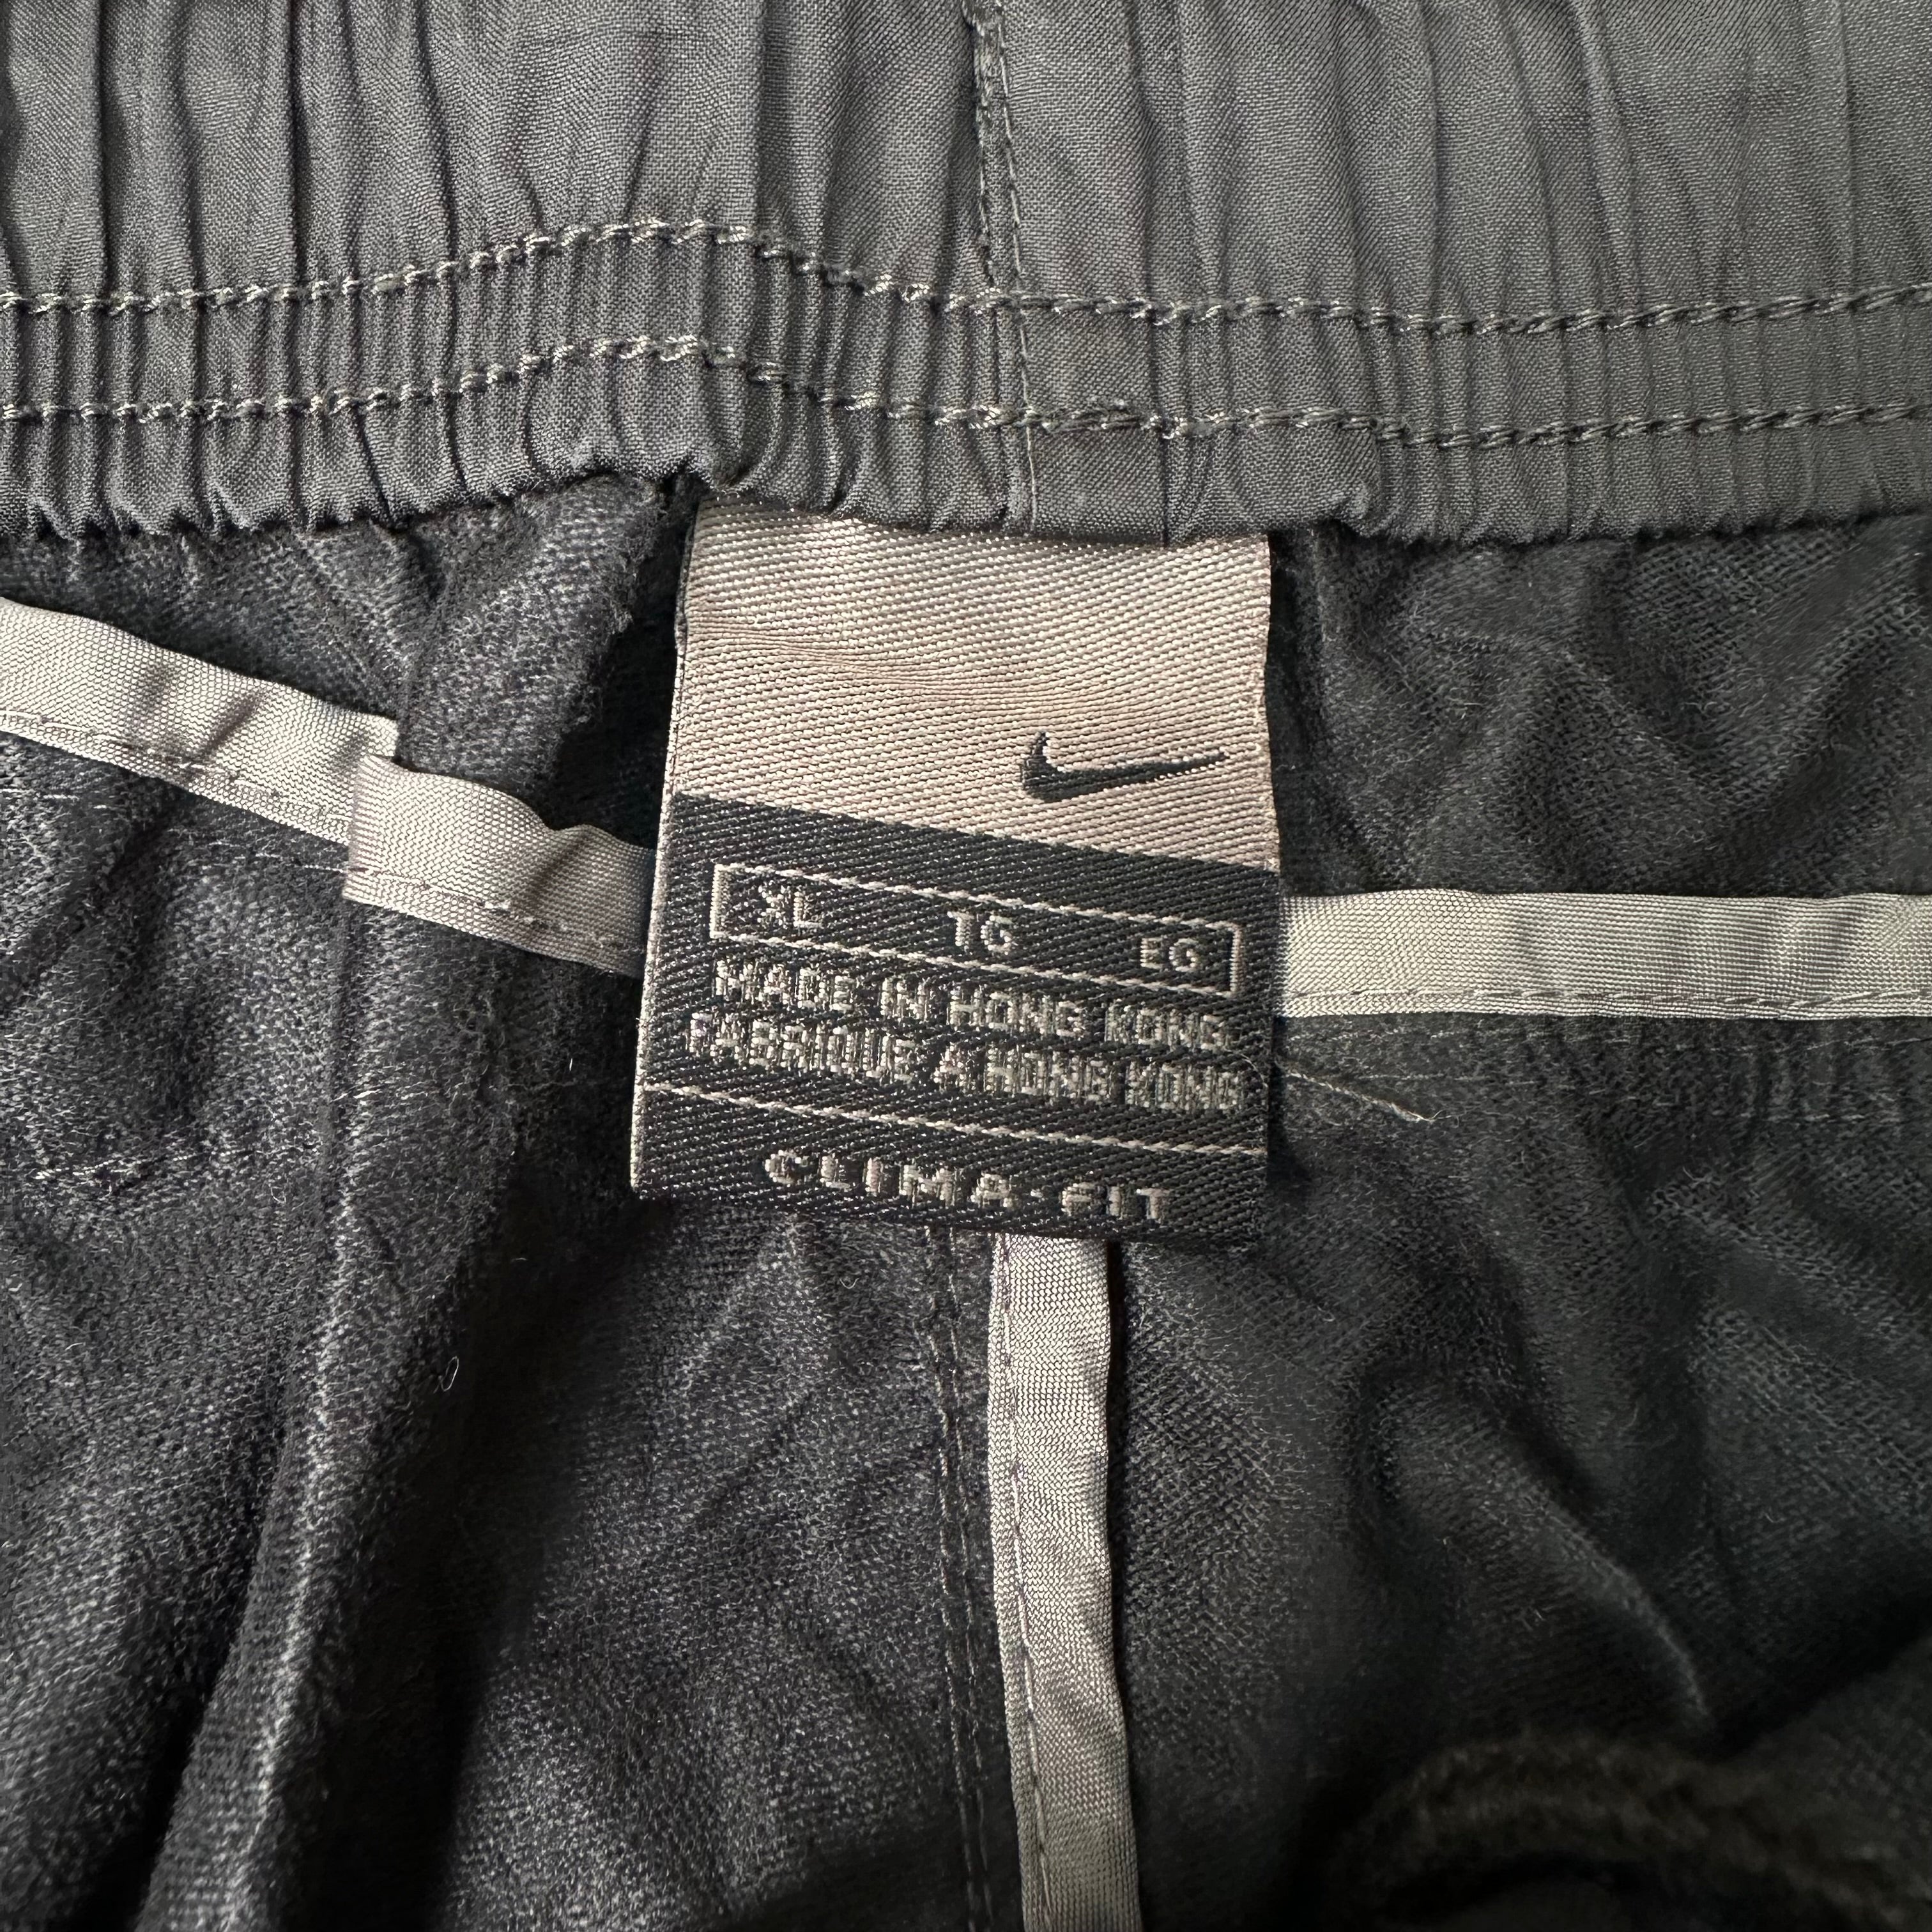 XL TG EG
MADE IN HONG KONG
FABRIQUE A HONG KONG
CLIMA-FIT